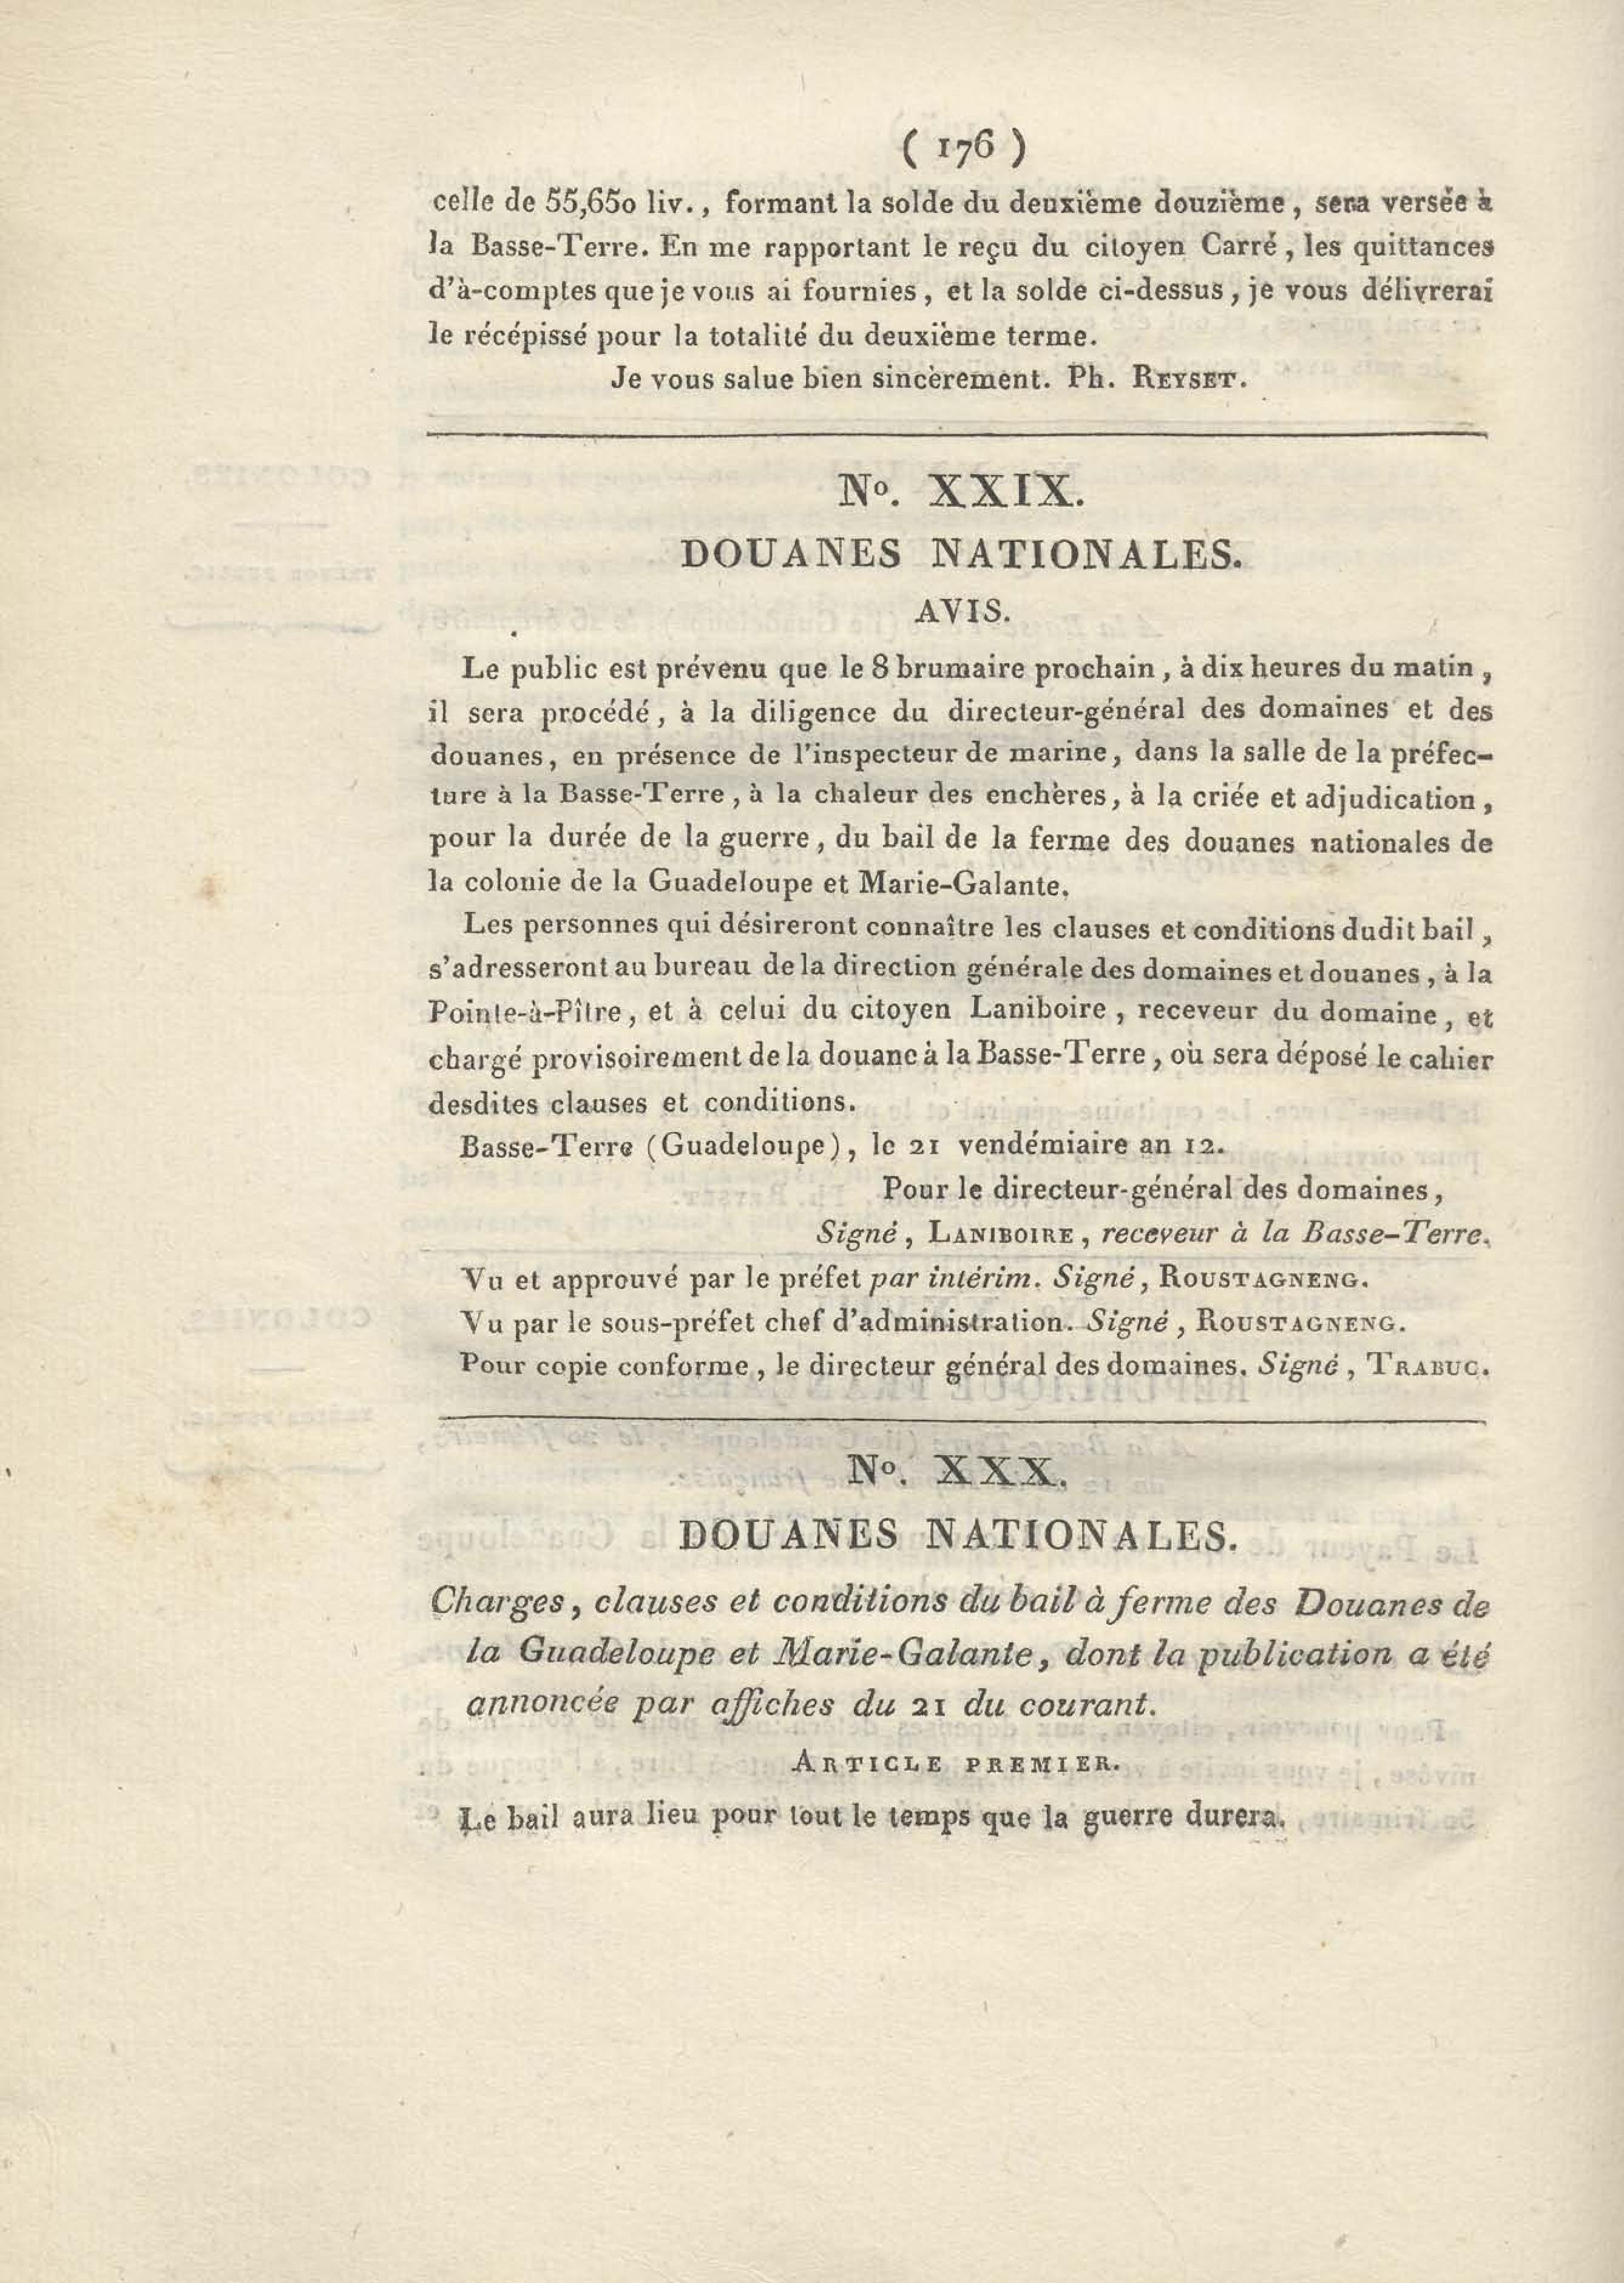 ( 176 )
celle de 55,650 liv. , formant la solde du deuxième douzième , sera versée à
la Basse-Terre. En me rapportant le reçu du citoyen Carré , les quittances
d'à-comptes que je vous ai fournies , et la solde ci-dessus , je vous délivrerai
le récépissé pour la totalité du deuxième terme.
Je vous salue bien sincèrement. Ph. REYSET.
No. XXIX.
DOUANES NATIONALES.
AVIS.
Le public est prévenu que le 8 brumaire prochain , à dix heures du matin ,
il sera procédé , à la diligence du directeur-général des domaines et des
douanes, en présence de l'inspecteur de marine, dans la salle de la préfec-
ture à la Basse-Terre , à la chaleur des enchères, à la criée et adjudication ,
pour la durée de la guerre , du bail de la ferme des douanes nationales de
la colonie de la Guadeloupe et Marie-Galante.
Les personnes qui désireront connaître les clauses et conditions dudit bail ,
s'adresseront au bureau de la direction générale des domaines et douanes , à la
Pointe-à-Pître, et à celui du citoyen Laniboire , receveur du domaine, et
chargé provisoirement de la douane à la Basse-Terre , où sera déposé le cahier
desdites clauses et conditions.
Basse-Terre (Guadeloupe), le 21 vendémiaire an 12.
Pour le directeur-général des domaines,
Signé , LANIBOIRE , receveur à la Basse-Terre.
Vu et approuvé par le préfet par intérim. Signé, ROUSTAGNENG.
Vu par le sous-préfet chef d'administration. Signé , ROUSTAGNENG.
Pour copie conforme , le directeur général des domaines. Signé , TRABUC.
No. XXX.
DOUANES NATIONALES.
Charges, clauses et conditions du bail à ferme des Douanes de
la Guadeloupe et Marie-Galante, dont la publication a été
annoncée par affiches du 21 du courant.
ARTICLE PREMIER.
Le bail aura lieu pour tout le temps que la guerre durera.